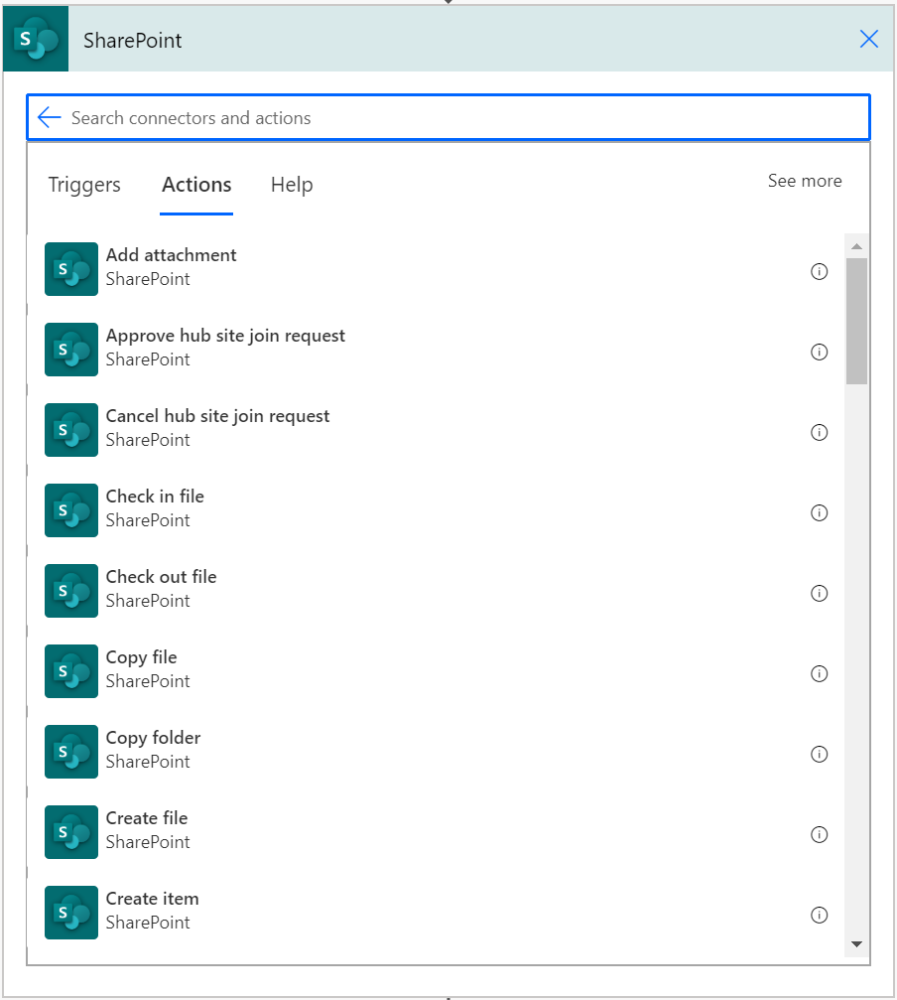 S SharePoint
Search connectors and actions
Triggers Actions Help See more
S Add attachment
SharePoint
S Approve hub site join request
SharePoint
S Cancel hub site join request
SharePoint
S Check in file
SharePoint
S Check out file
SharePoint
S Copy file
SharePoint
S Copy folder
SharePoint
S Create file
SharePoint
S Create item
SharePoint